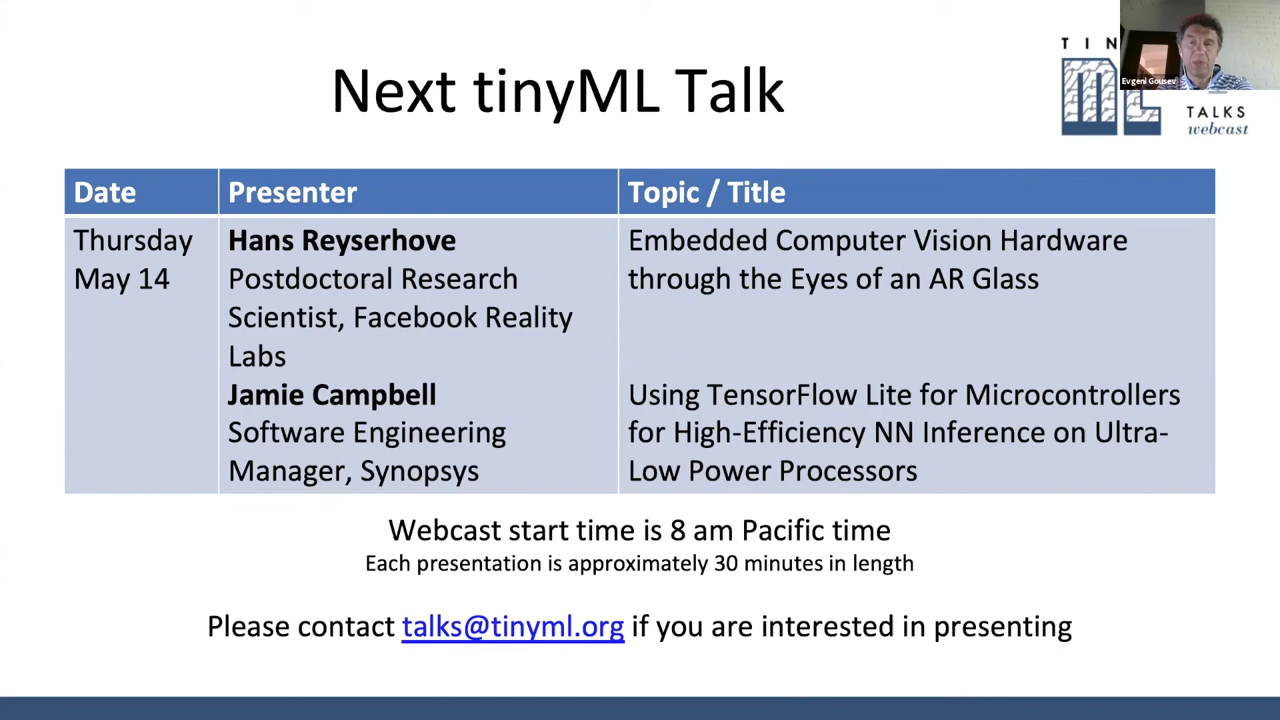 Next tinyML Talk
TIN
ML
TALKS
webcast
Evgeni Gousev
Date
Presenter
Topic / Title
Thursday
May 14
Hans Reyserhove
Postdoctoral Research
Scientist, Facebook Reality
Labs
Embedded Computer Vision Hardware
through the Eyes of an AR Glass
Jamie Campbell
Software Engineering
Manager, Synopsys
Using TensorFlow Lite for Microcontrollers
for High-Efficiency NN Inference on Ultra-
Low Power Processors
Webcast start time is 8 am Pacific time
Each presentation is approximately 30 minutes in length
Please contact talks@tinyml.org if you are interested in presenting